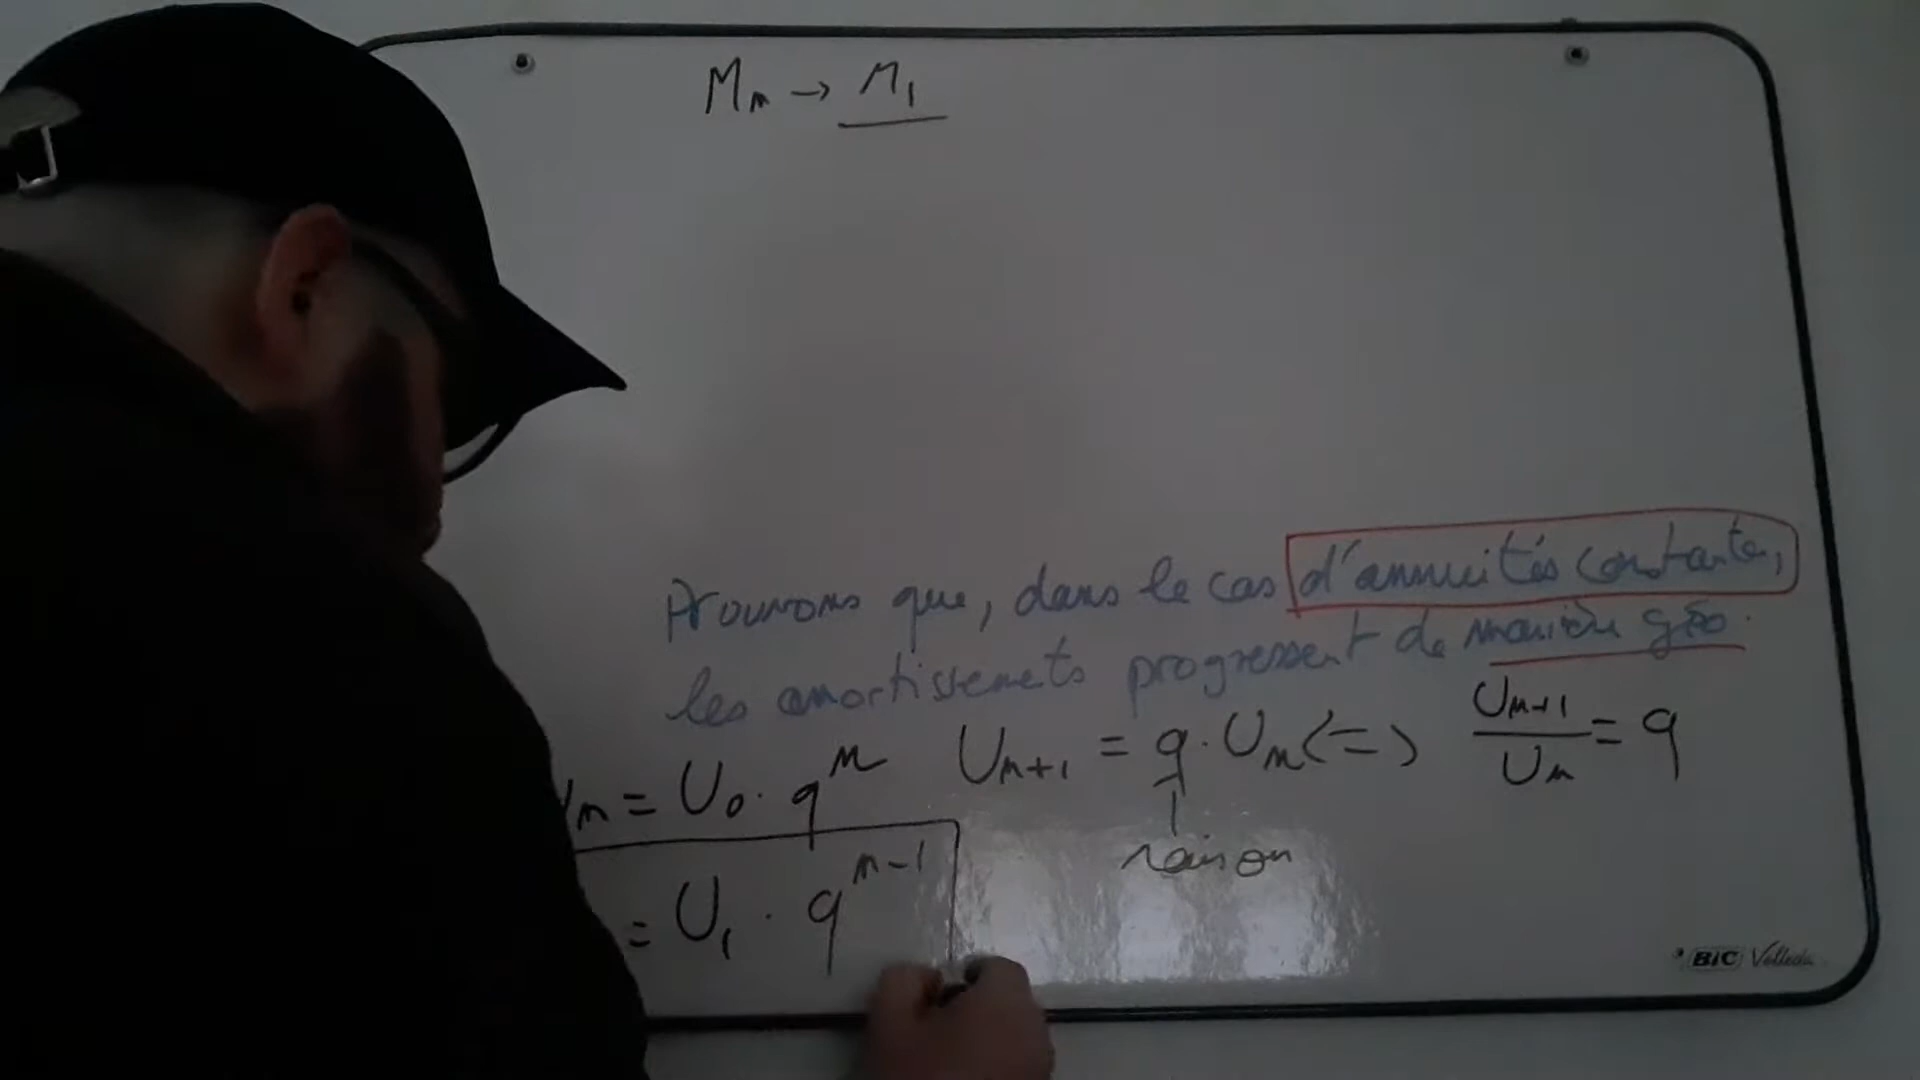 Mn → M1
Prouvons que, dans le cas d'annuités constantes,
les amortissements progressent de manière géo.
Un = U0 · q^n Un+1 = q · Un <=> Un+1/Un = q
raison
= U1 · q^n-1
BIC Velleda